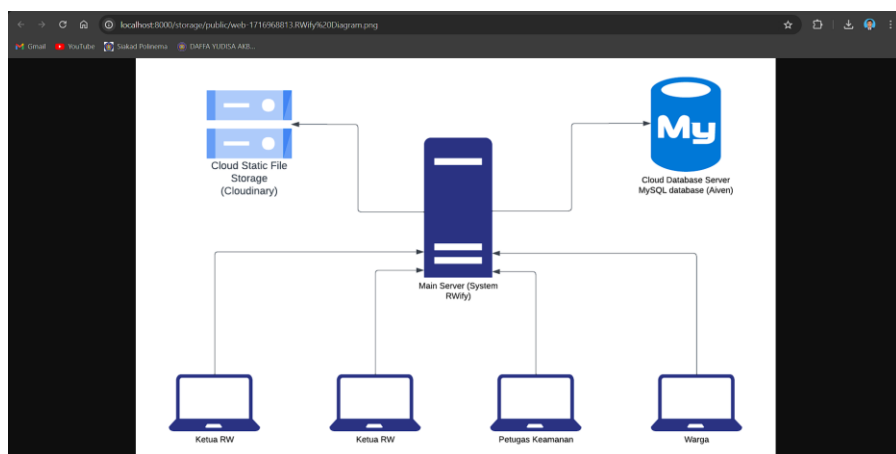 localhost:8000/storage/public/web-1716968813.RWify%20Diagram.png
Gmail
YouTube
Siakad Polinema
DAFFA YUDISA AKB...
Cloud Static File
Storage
(Cloudinary)
My
Cloud Database Server
MySQL database (Aiven)
Main Server (System
RWify)
Ketua RW
Ketua RW
Petugas Keamanan
Warga